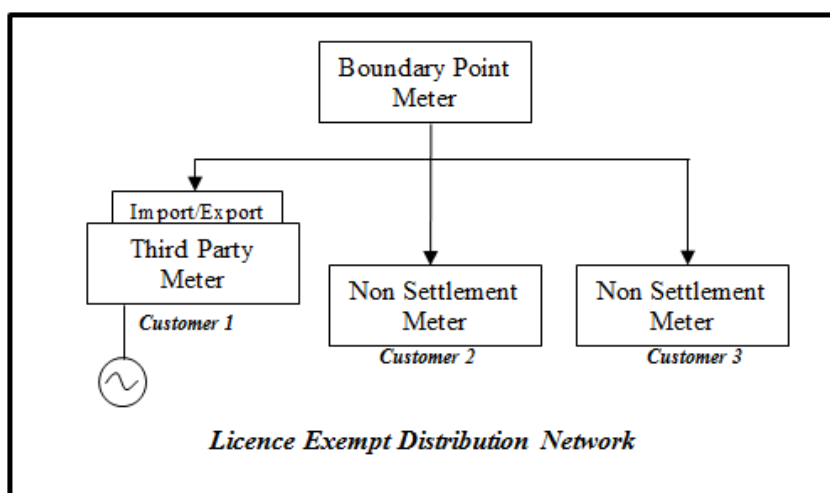 Boundary Point
Meter
Import/Export
Third Party
Meter
Customer 1
Non Settlement
Meter
Customer 2
Non Settlement
Meter
Customer 3
Licence Exempt Distribution Network